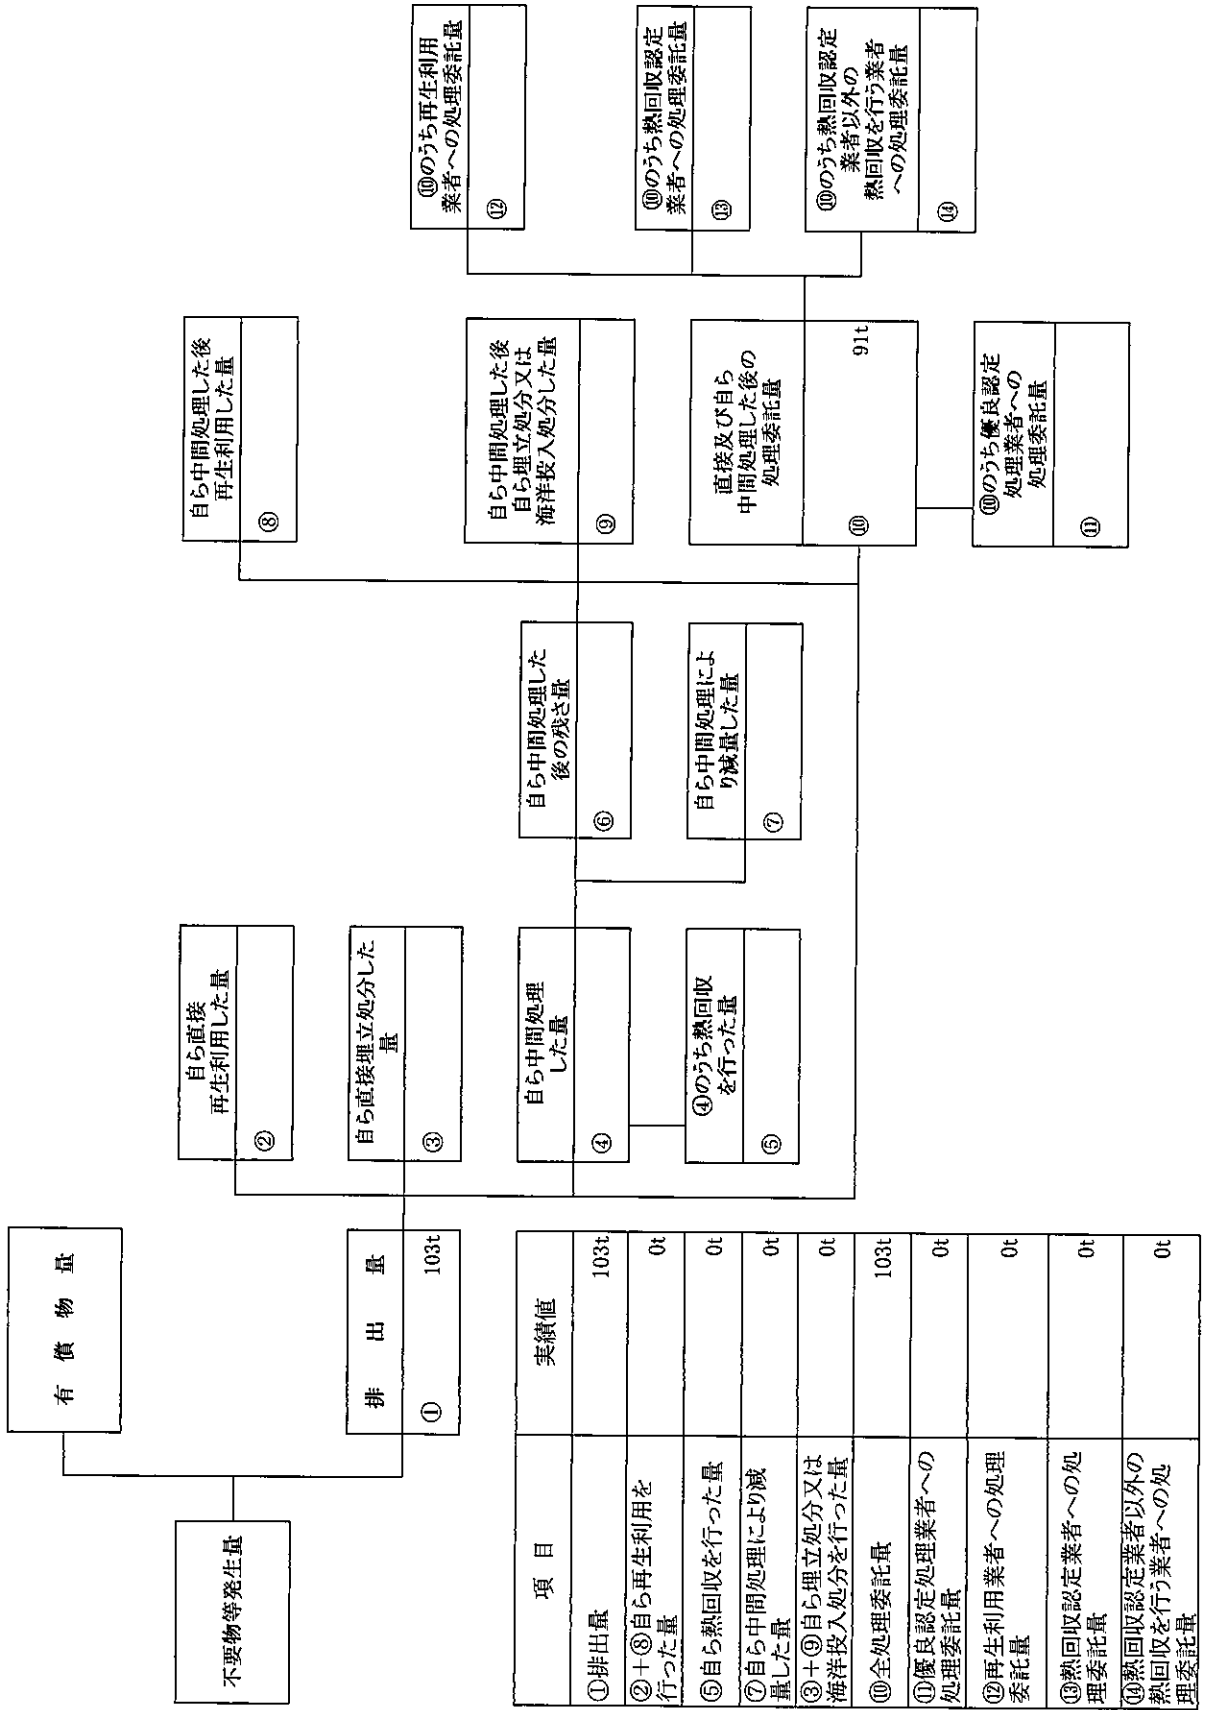 有償物量
不要物等発生量
排出量
① 103t
自ら直接
再生利用した量
②
自ら直接埋立処分した
量
③
自ら中間処理
した量
④
④のうち熱回収
を行った量
⑤
自ら中間処理した
後の残さ量
⑥
自ら中間処理によ
り減量した量
⑦
自ら中間処理した後
再生利用した量
⑧
自ら中間処理した後
自ら埋立処分又は
海洋投入処分した量
⑨
直接及び自ら
中間処理した後の
処理委託量
⑩ 91t
⑩のうち優良認定
処理業者への
処理委託量
⑪
⑩のうち再生利用
業者への処理委託量
⑫
⑩のうち熱回収認定
業者への処理委託量
⑬
⑩のうち熱回収認定
業者以外の
熱回収を行う業者
への処理委託量
⑭
項目 実績値
①排出量 103t
②+⑧自ら再生利用を
行った量 0t
⑤自ら熱回収を行った量 0t
⑦自ら中間処理により減
量した量 0t
③+⑨自ら埋立処分又は
海洋投入処分を行った量 0t
⑩全処理委託量 103t
⑪優良認定処理業者への
処理委託量 0t
⑫再生利用業者への処理
委託量 0t
⑬熱回収認定業者への処
理委託量 0t
⑭熱回収認定業者以外の
熱回収を行う業者への処
理委託量 0t